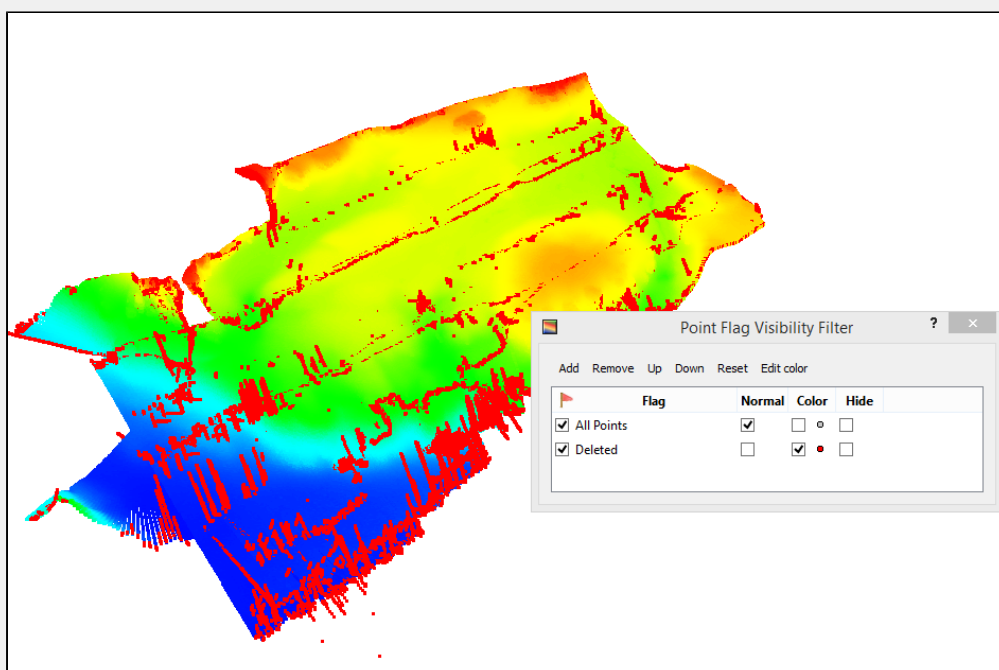 Point Flag Visibility Filter ? ×
Add Remove Up Down Reset Edit color
Flag Normal Color Hide
All Points
Deleted